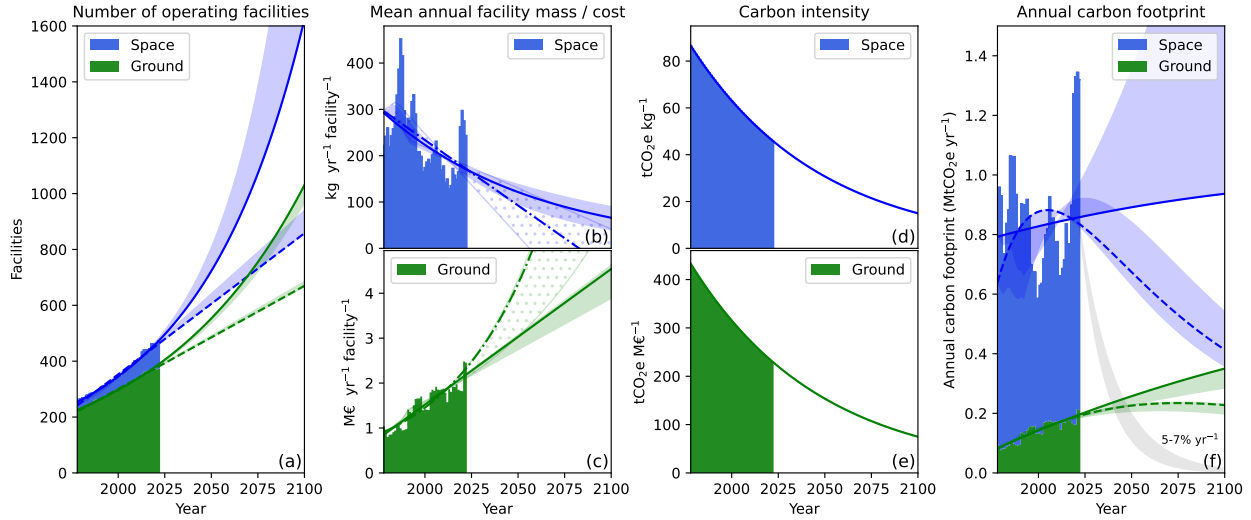 Number of operating facilities
1600
1400
1200
1000
800
600
400
200
0
Facilities
Space
Ground
(a)
2000
2025
2050
2075
2100
Year
Mean annual facility mass / cost
400
300
200
100
0
kg yr⁻¹ facility⁻¹
Space
(b)
4
3
2
1
0
M€ yr⁻¹ facility⁻¹
Ground
(c)
2000
2025
2050
2075
2100
Year
Carbon intensity
80
60
40
20
0
tCO₂e kg⁻¹
Space
(d)
400
300
200
100
0
tCO₂e M€⁻¹
Ground
(e)
2000
2025
2050
2075
2100
Year
Annual carbon footprint
1.4
1.2
1.0
0.8
0.6
0.4
0.2
0.0
Annual carbon footprint (MtCO₂e yr⁻¹)
Space
Ground
5-7% yr⁻¹
(f)
2000
2025
2050
2075
2100
Year